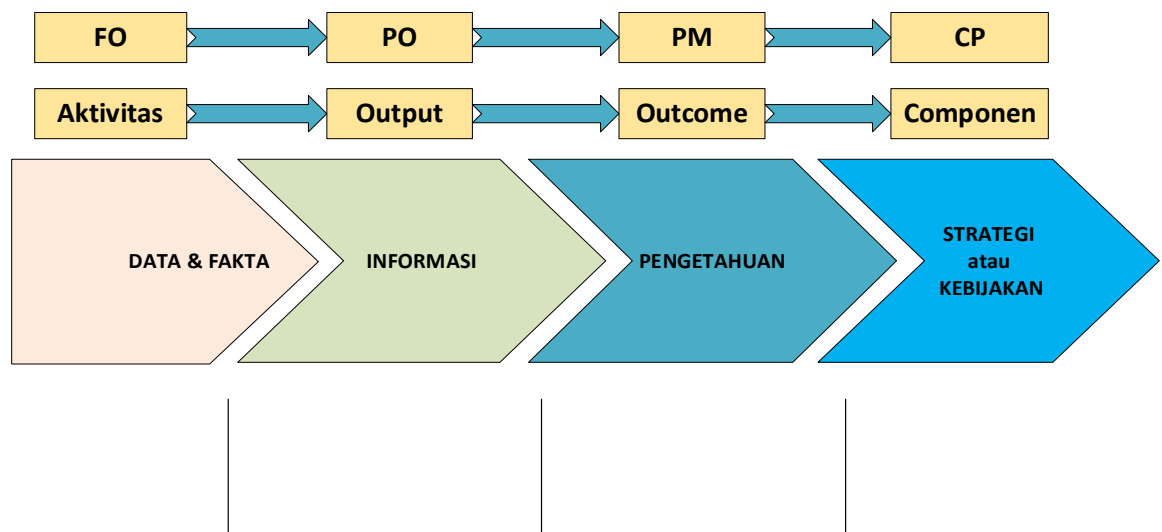 FO PO PM CP
Aktivitas Output Outcome Componen
DATA & FAKTA
INFORMASI
PENGETAHUAN
STRATEGI
atau
KEBIJAKAN